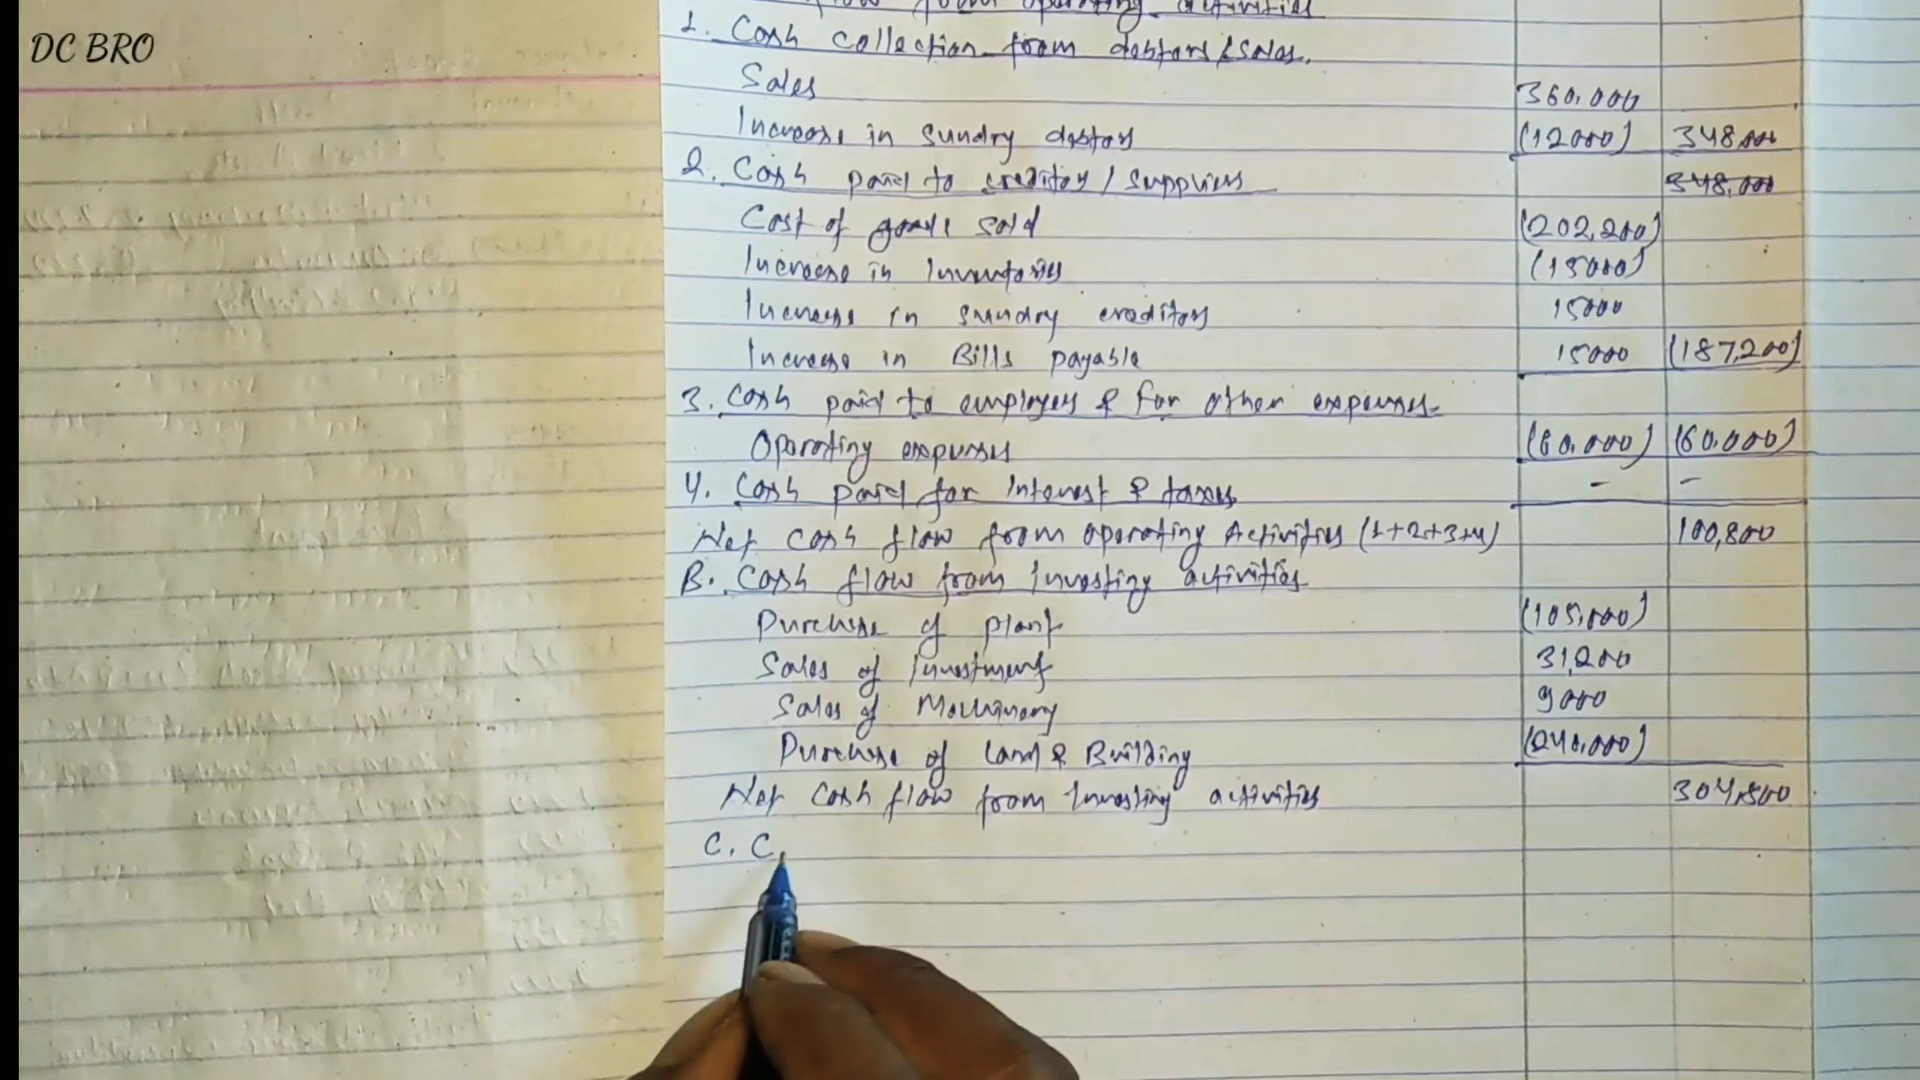 DC BRO
flow from operating activities
1. Cash collection from debtors / Sales.
Sales 360,000
Increase in Sundry debtors (12000) 348,000
2. Cash paid to creditors / suppliers 348,000
Cost of goods sold (202,200)
Increase in Inventories (15000)
Increase in Sundry creditors 15000
Increase in Bills payable 15000 (187,200)
3. Cash paid to employees & for other expenses
Operating expenses (60,000) (60,000)
4. Cash paid for Interest & taxes - -
Net cash flow from operating Activities (1+2+3+4) 100,800
B. Cash flow from Investing activities
Purchase of plant (105,000)
Sales of Investment 31,200
Sales of Machinery 9000
Purchase of Land & Building (240,000)
Net cash flow from Investing activities 304,800
C. C